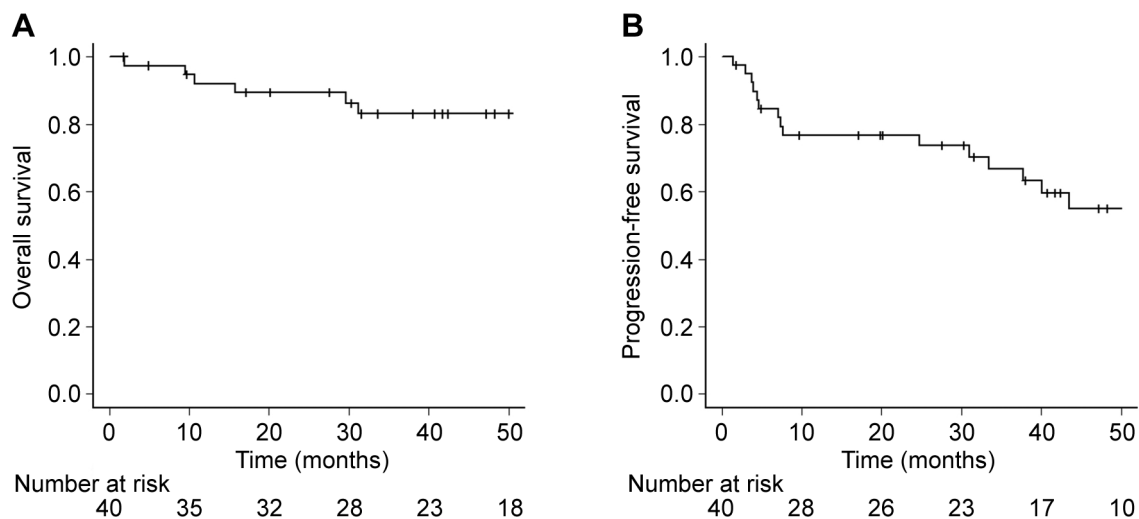 A
Overall survival
1.0
0.8
0.6
0.4
0.2
0.0
0 10 20 30 40 50
Time (months)
Number at risk
40 35 32 28 23 18
B
Progression-free survival
1.0
0.8
0.6
0.4
0.2
0.0
0 10 20 30 40 50
Time (months)
Number at risk
40 28 26 23 17 10